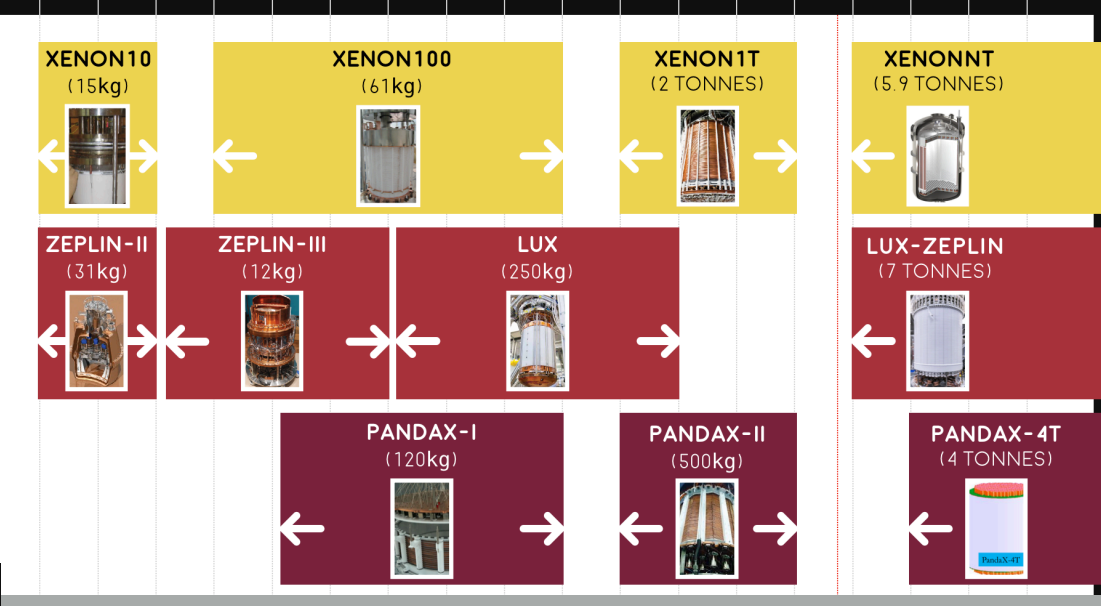 XENON10
(15kg)
XENON100
(61kg)
XENON1T
(2 TONNES)
XENONNT
(5.9 TONNES)
ZEPLIN-II
(31kg)
ZEPLIN-III
(12kg)
LUX
(250kg)
LUX-ZEPLIN
(7 TONNES)
PANDAX-I
(120kg)
PANDAX-II
(500kg)
PANDAX-4T
(4 TONNES)
PandaX-4T